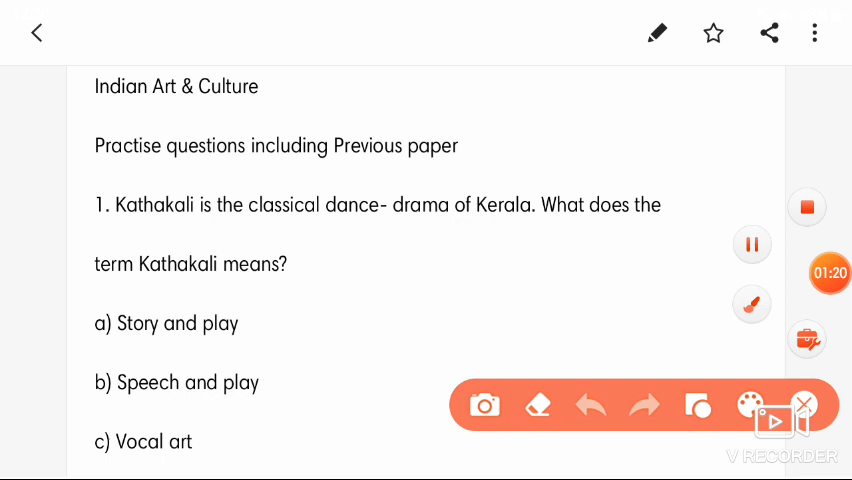 Indian Art & Culture
Practise questions including Previous paper
1. Kathakali is the classical dance- drama of Kerala. What does the
term Kathakali means?
a) Story and play
01:20
b) Speech and play
c) Vocal art
V RECORDER